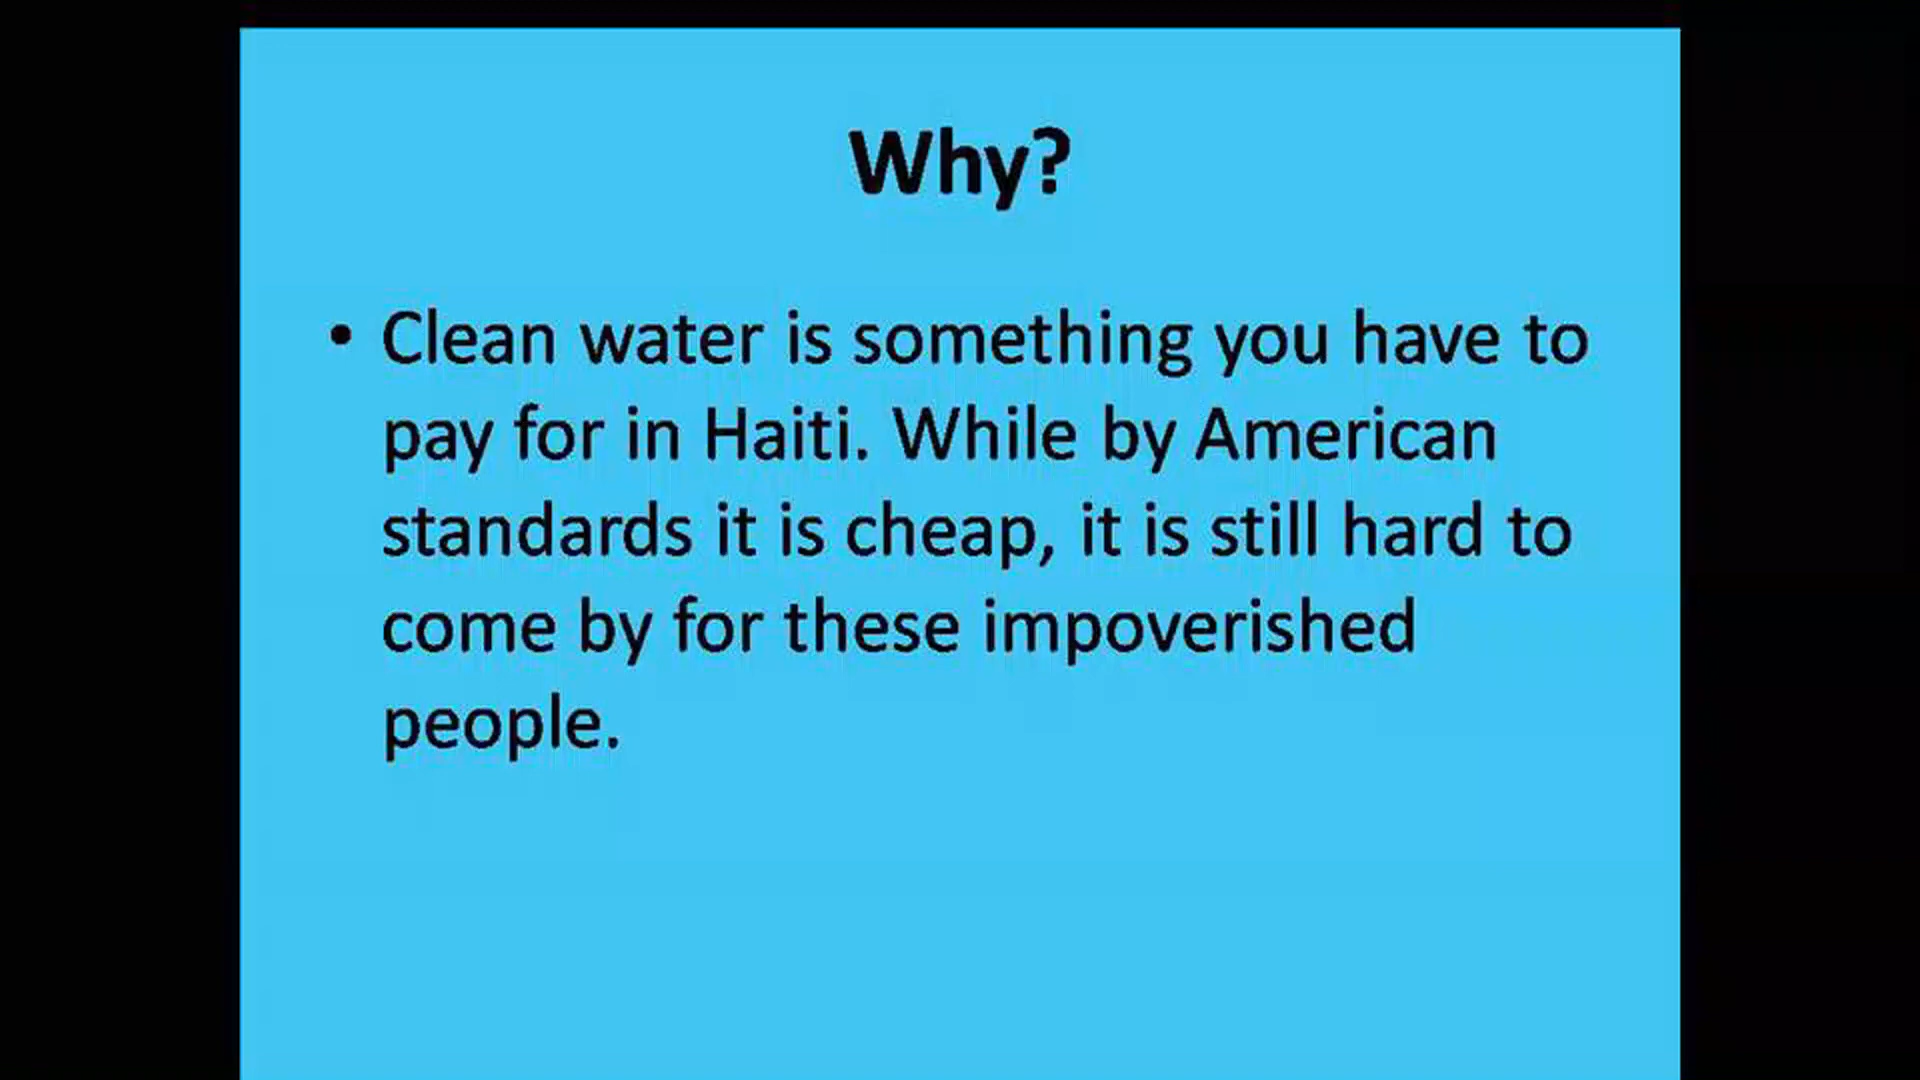 Why?
• Clean water is something you have to
pay for in Haiti. While by American
standards it is cheap, it is still hard to
come by for these impoverished
people.